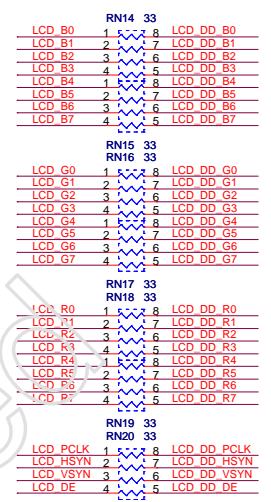 RN14 33
LCD_B0 1 8 LCD_DD_B0
LCD_B1 2 7 LCD_DD_B1
LCD_B2 3 6 LCD_DD_B2
LCD_B3 4 5 LCD_DD_B3
LCD_B4 1 8 LCD_DD_B4
LCD_B5 2 7 LCD_DD_B5
LCD_B6 3 6 LCD_DD_B6
LCD_B7 4 5 LCD_DD_B7
RN15 33
RN16 33
LCD_G0 1 8 LCD_DD_G0
LCD_G1 2 7 LCD_DD_G1
LCD_G2 3 6 LCD_DD_G2
LCD_G3 4 5 LCD_DD_G3
LCD_G4 1 8 LCD_DD_G4
LCD_G5 2 7 LCD_DD_G5
LCD_G6 3 6 LCD_DD_G6
LCD_G7 4 5 LCD_DD_G7
RN17 33
RN18 33
LCD_R0 1 8 LCD_DD_R0
LCD_R1 2 7 LCD_DD_R1
LCD_R2 3 6 LCD_DD_R2
LCD_R3 4 5 LCD_DD_R3
LCD_R4 1 8 LCD_DD_R4
LCD_R5 2 7 LCD_DD_R5
LCD_R6 3 6 LCD_DD_R6
LCD_R7 4 5 LCD_DD_R7
RN19 33
RN20 33
LCD_PCLK 1 8 LCD_DD_PCLK
LCD_HSYN 2 7 LCD_DD_HSYN
LCD_VSYN 3 6 LCD_DD_VSYN
LCD_DE 4 5 LCD_DD_DE